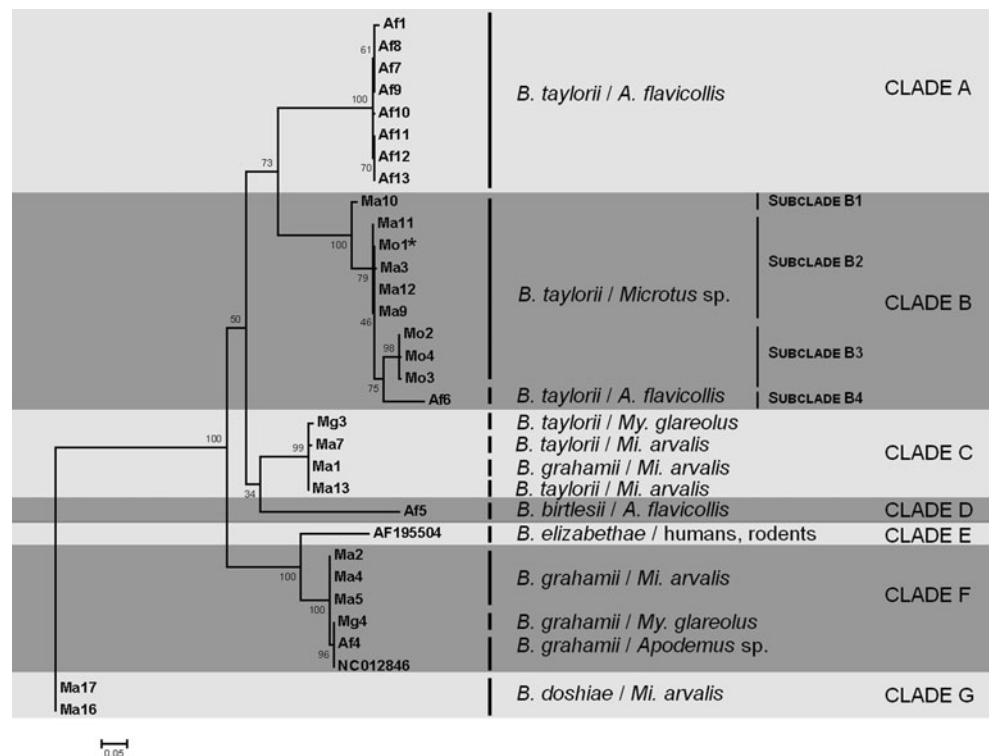 Af1
Af8
61
Af7
Af9
B. taylorii / A. flavicollis
CLADE A
100
Af10
Af11
Af12
70
Af13
73
Ma10
SUBCLADE B1
Ma11
100
Mo1*
Ma3
SUBCLADE B2
79
Ma12
B. taylorii / Microtus sp.
CLADE B
Ma9
46
50
Mo2
98
Mo4
SUBCLADE B3
Mo3
75
Af6
B. taylorii / A. flavicollis
SUBCLADE B4
Mg3
B. taylorii / My. glareolus
100
99
Ma7
B. taylorii / Mi. arvalis
CLADE C
Ma1
B. grahamii / Mi. arvalis
Ma13
B. taylorii / Mi. arvalis
34
Af5
B. birtlesii / A. flavicollis
CLADE D
AF195504
B. elizabethae / humans, rodents
CLADE E
Ma2
100
Ma4
B. grahamii / Mi. arvalis
CLADE F
Ma5
100
Mg4
B. grahamii / My. glareolus
Af4
B. grahamii / Apodemus sp.
96
NC012846
Ma17
B. doshiae / Mi. arvalis
CLADE G
Ma16
0.05